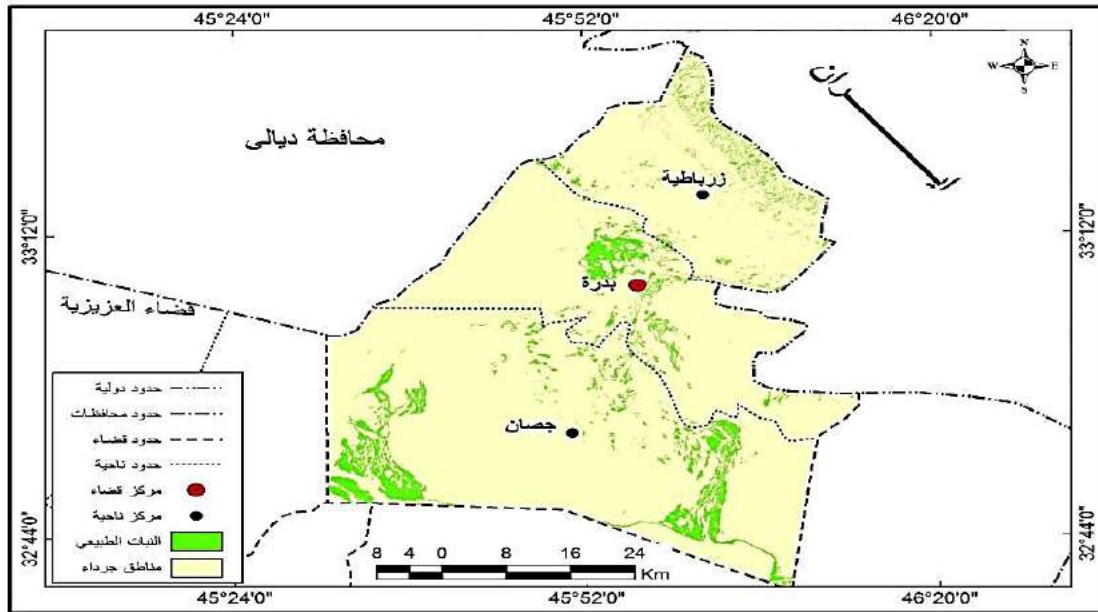 45°24'0"
45°52'0"
46°20'0"
N
W
E
S
محافظة ديالى
زرباطية
33°12'0"
33°12'0"
بدرة
قضاء العزيزية
جصان
حدود دولية
حدود محافظات
حدود قضاء
حدود ناحية
مركز قضاء
مركز ناحية
النبات الطبيعي
مناطق جرداء
32°44'0"
32°44'0"
8 4 0 8 16 24
Km
45°24'0"
45°52'0"
46°20'0"